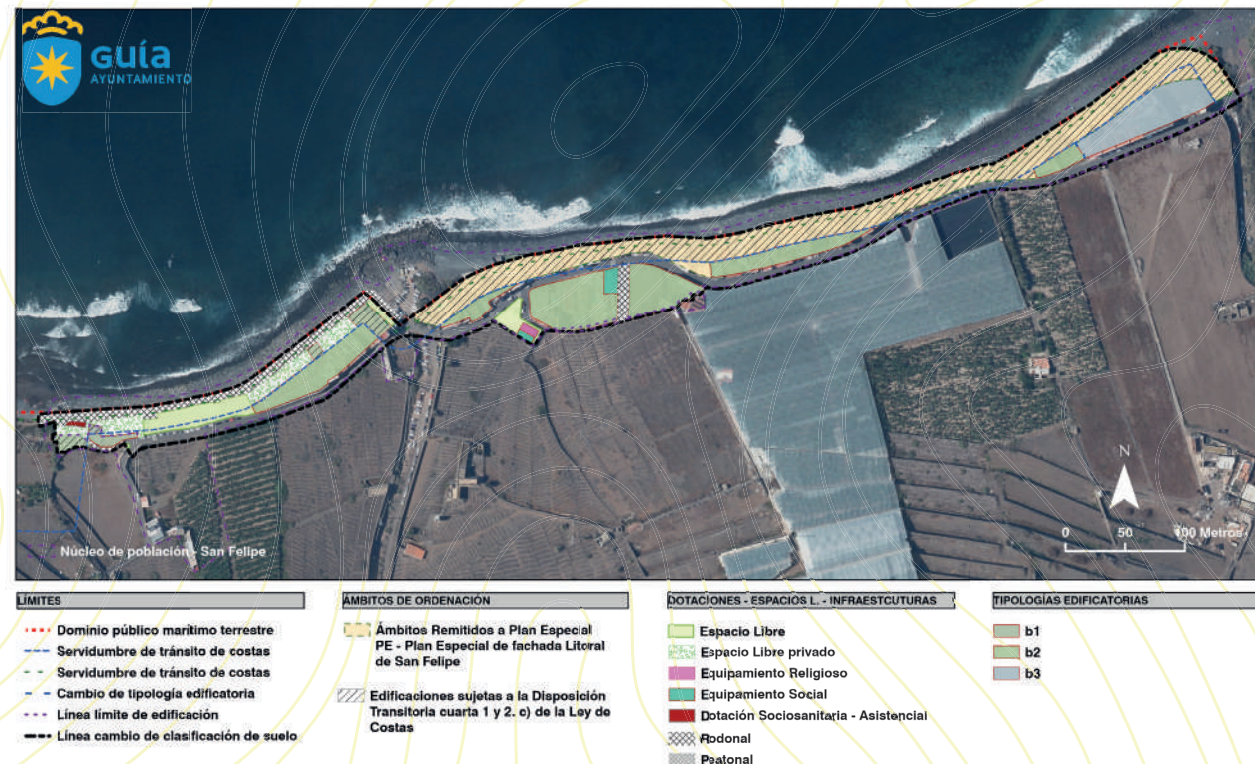 GUÍa
AYUNTAMIENTO
Núcleo de población - San Felipe
N
0 50 100 Metros
LÍMITES
Dominio público marítimo terrestre
Servidumbre de tránsito de costas
Servidumbre de tránsito de costas
Cambio de tipología edificatoria
Línea límite de edificación
Línea cambio de clasificación de suelo
ÁMBITOS DE ORDENACIÓN
Ámbitos Remitidos a Plan Especial
PE - Plan Especial de fachada Litoral
de San Felipe
Edificaciones sujetas a la Disposición
Transitoria cuarta 1 y 2. c) de la Ley de
Costas
DOTACIONES - ESPACIOS L. - INFRAESTCUTURAS
Espacio Libre
Espacio Libre privado
Equipamiento Religioso
Equipamiento Social
Dotación Sociosanitaria - Asistencial
Rodonal
Peatonal
TIPOLOGÍAS EDIFICATORIAS
b1
b2
b3